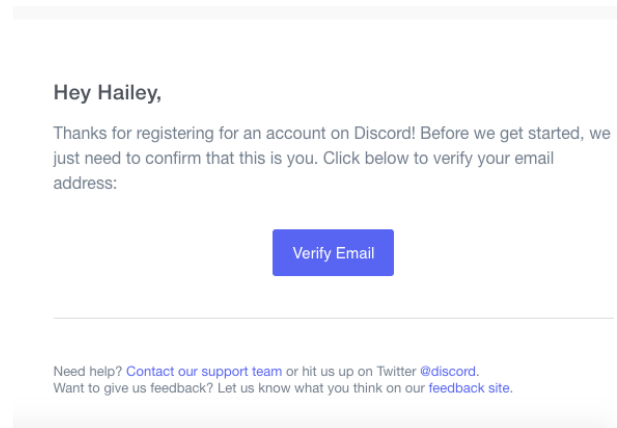 Hey Hailey,
Thanks for registering for an account on Discord! Before we get started, we
just need to confirm that this is you. Click below to verify your email
address:
Verify Email
Need help? Contact our support team or hit us up on Twitter @discord.
Want to give us feedback? Let us know what you think on our feedback site.